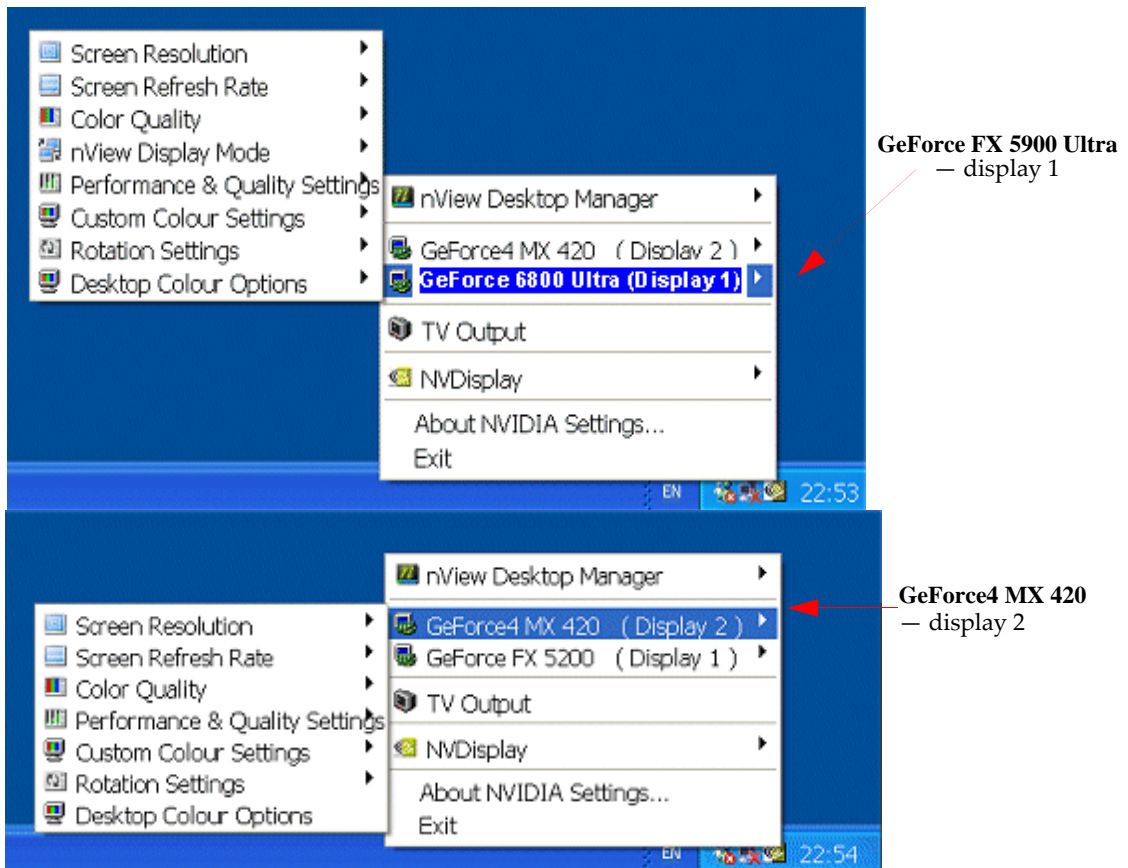 Screen Resolution
Screen Refresh Rate
Color Quality
nView Display Mode
Performance & Quality Settings
Custom Colour Settings
Rotation Settings
Desktop Colour Options
nView Desktop Manager
GeForce4 MX 420 ( Display 2 )
GeForce 6800 Ultra (Display 1)
TV Output
NVDisplay
About NVIDIA Settings...
Exit
EN 22:53
GeForce FX 5900 Ultra
— display 1
nView Desktop Manager
GeForce4 MX 420 ( Display 2 )
GeForce FX 5200 ( Display 1 )
TV Output
NVDisplay
About NVIDIA Settings...
Exit
Screen Resolution
Screen Refresh Rate
Color Quality
Performance & Quality Settings
Custom Colour Settings
Rotation Settings
Desktop Colour Options
EN 22:54
GeForce4 MX 420
— display 2